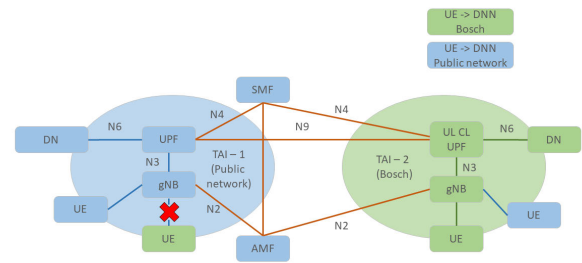 UE -> DNN
Bosch
UE -> DNN
Public network
SMF
N4
N4
N6
N9
N6
DN
UPF
TAI – 1
(Public
network)
UL CL
UPF
DN
TAI – 2
(Bosch)
N3
N3
gNB
gNB
N2
UE
UE
N2
UE
AMF
UE